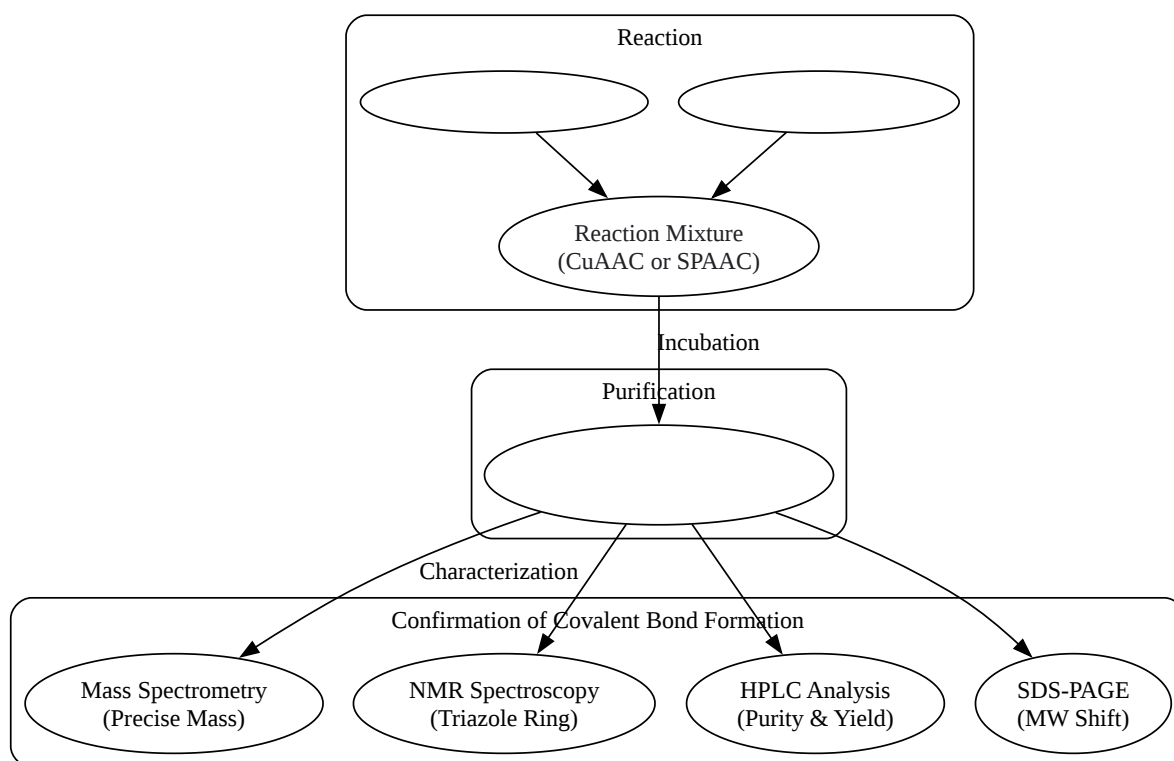 Reaction
Reaction Mixture
(CuAAC or SPAAC)
Incubation
Purification
Characterization
Confirmation of Covalent Bond Formation
Mass Spectrometry
(Precise Mass)
NMR Spectroscopy
(Triazole Ring)
HPLC Analysis
(Purity & Yield)
SDS-PAGE
(MW Shift)